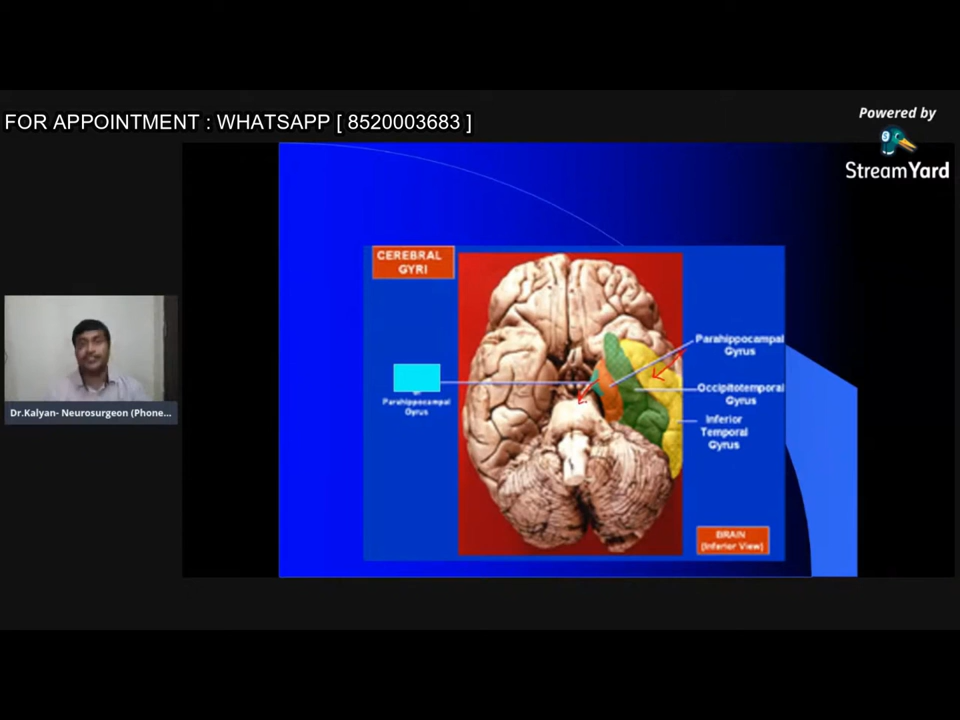 FOR APPOINTMENT : WHATSAPP [ 8520003683 ]
Powered by
StreamYard
CEREBRAL
GYRI
Parahippocampal
Gyrus
Parahippocampal
Gyrus
Occipitotemporal
Gyrus
Inferior
Temporal
Gyrus
Dr.Kalyan- Neurosurgeon (Phone...
BRAIN
(Inferior View)